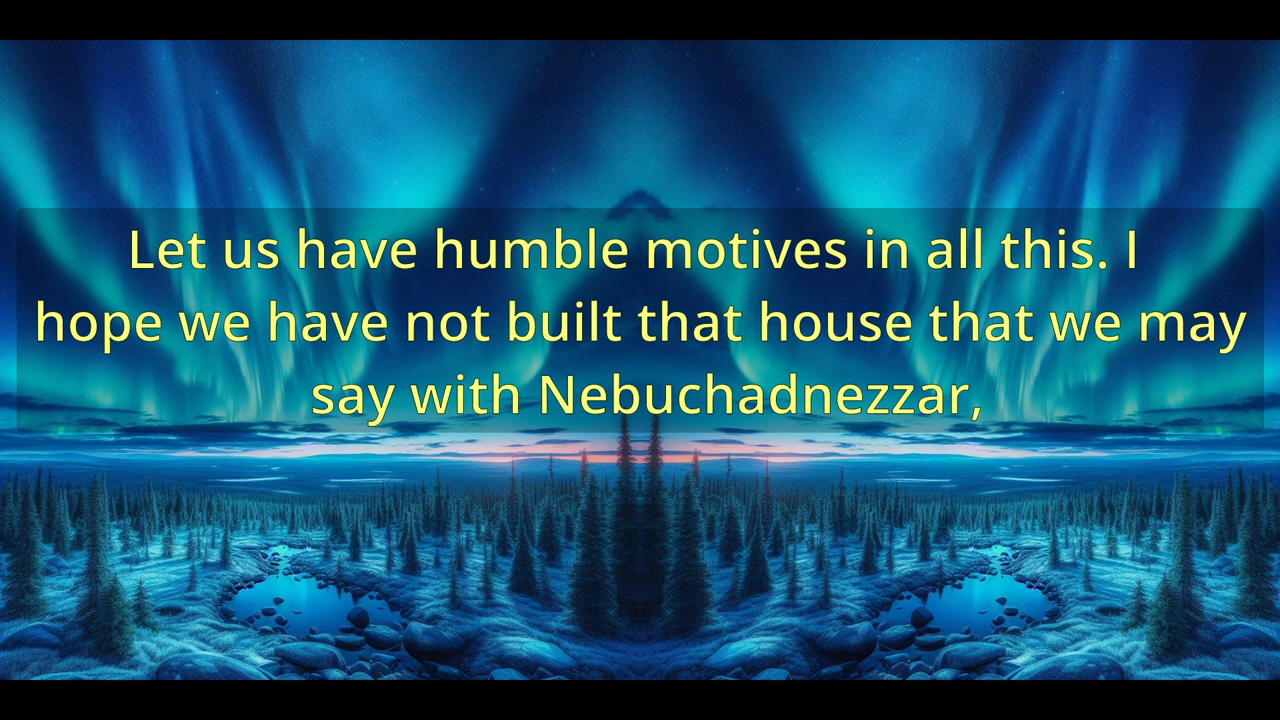 Let us have humble motives in all this. I
hope we have not built that house that we may
say with Nebuchadnezzar,